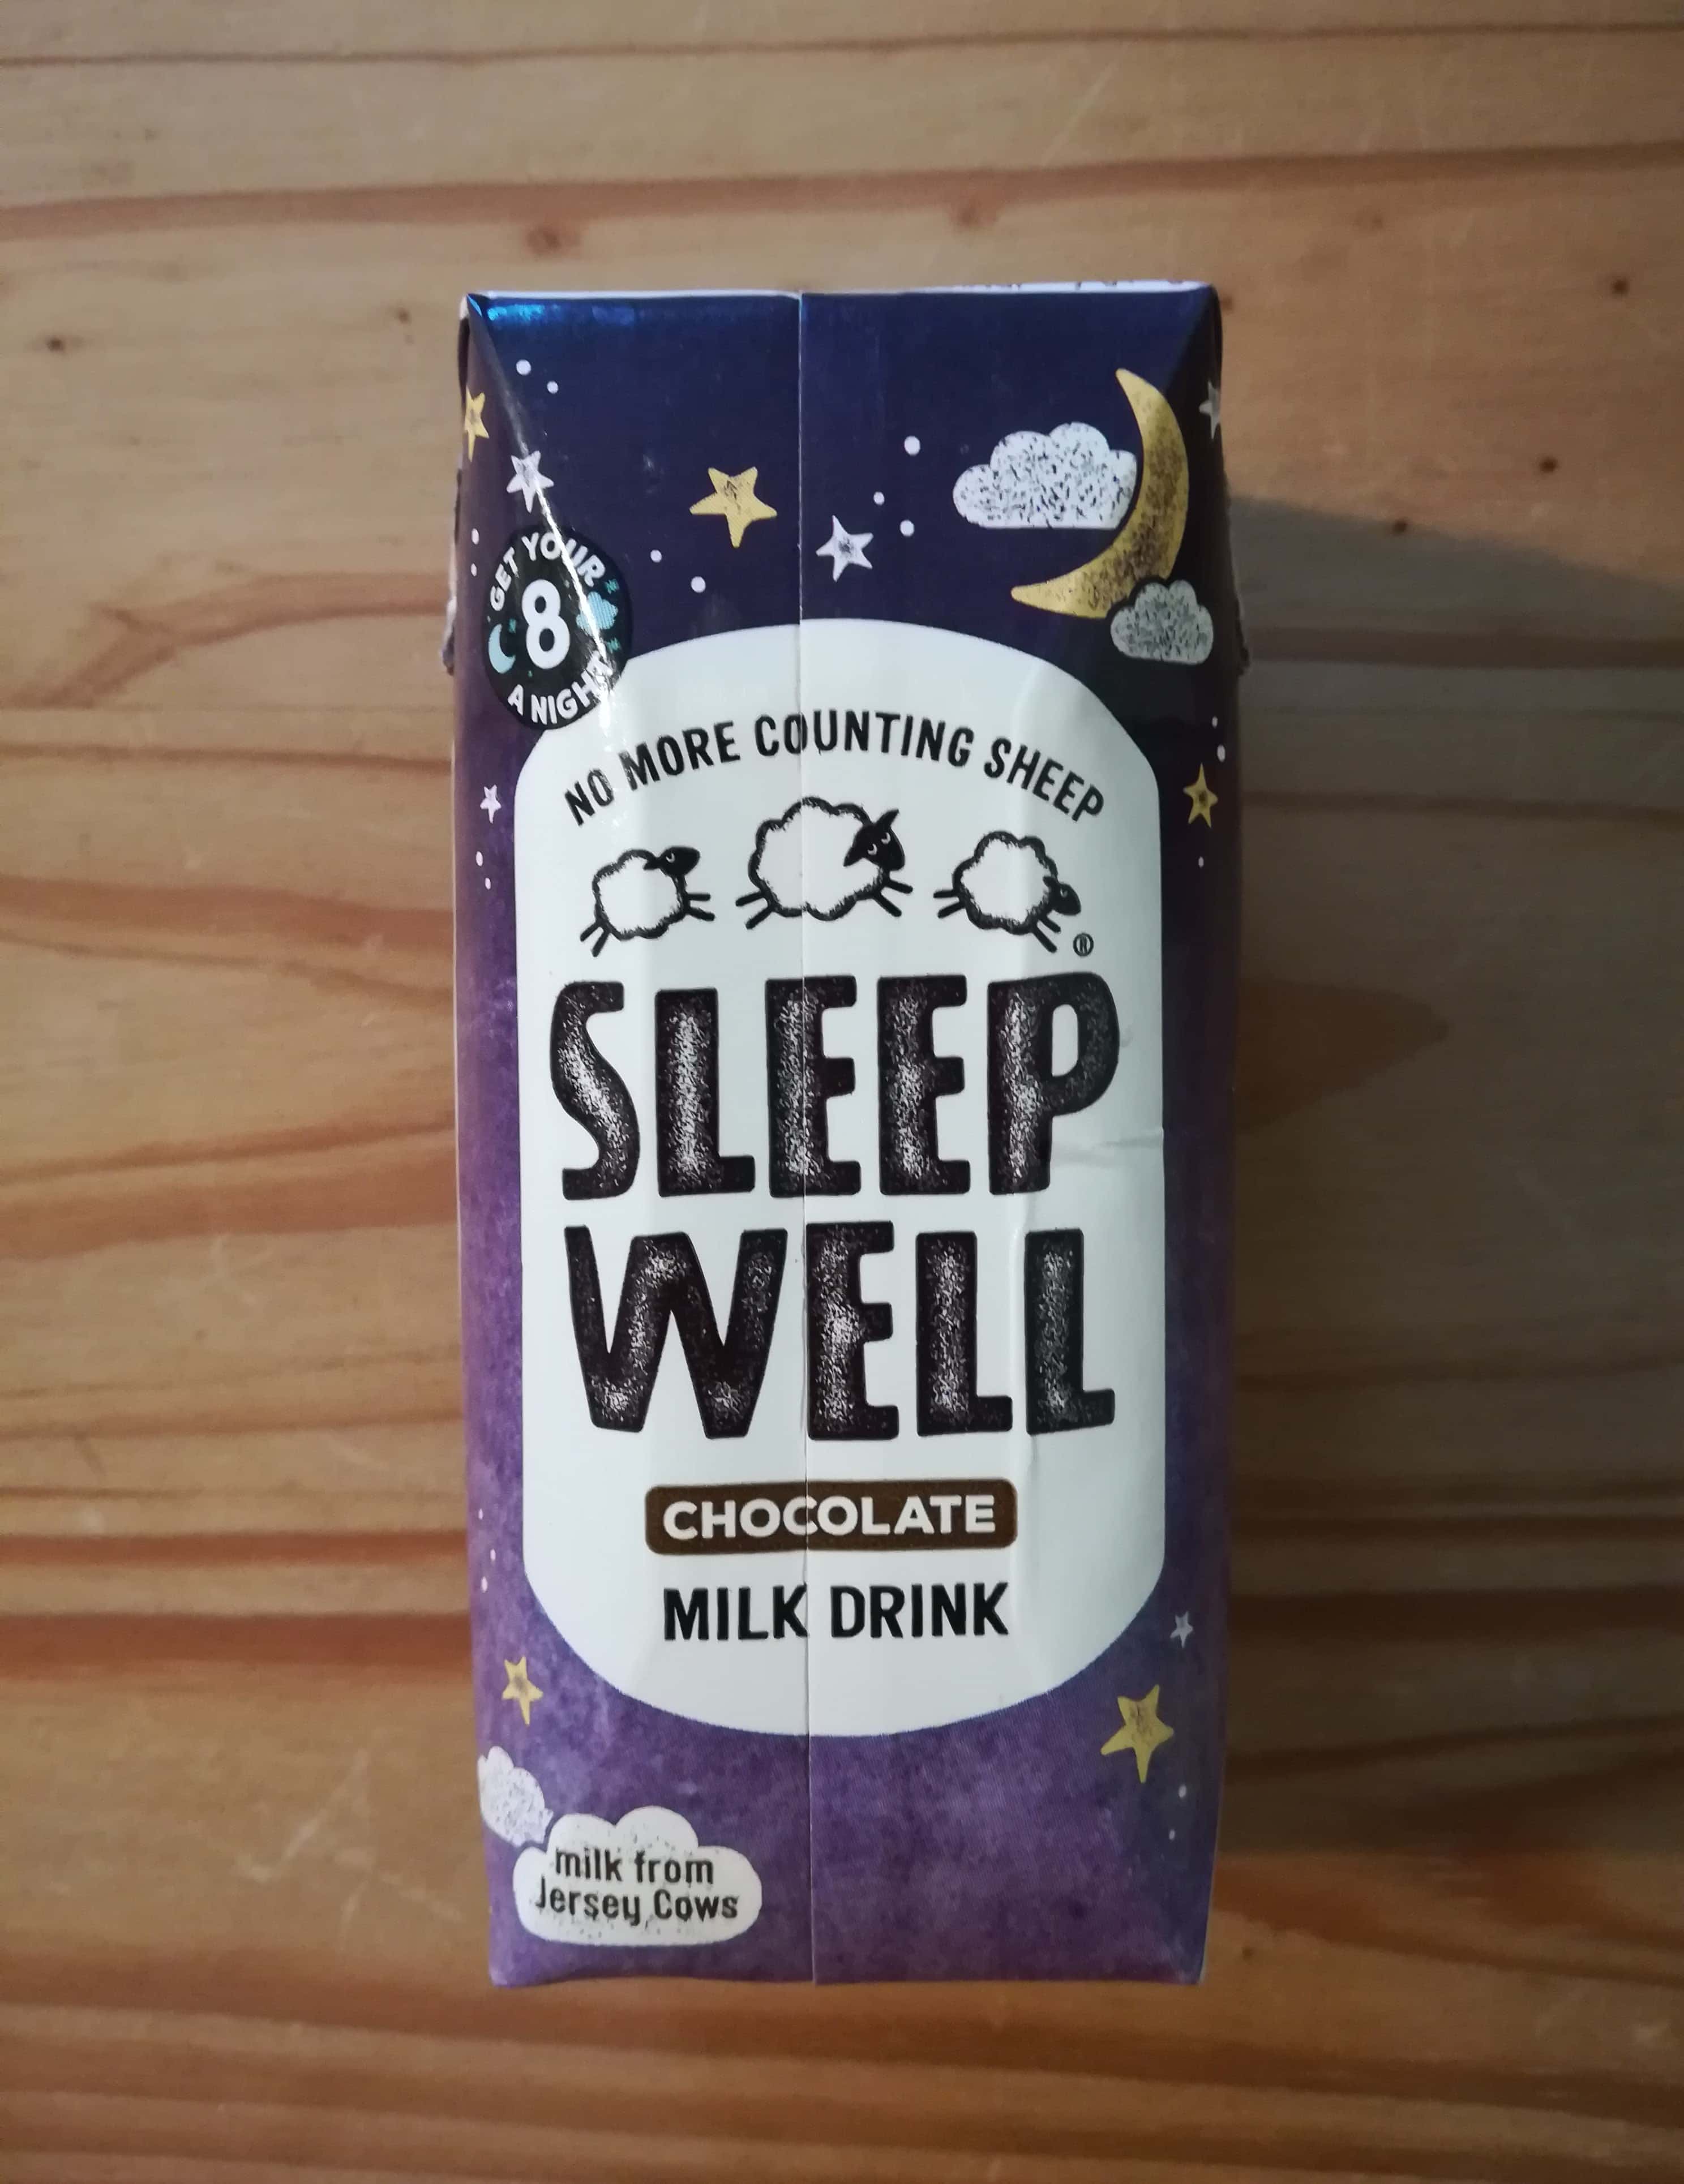 GET YOUR
8
A NIGHT
NO MORE COUNTING SHEEP
®
SLEEP
WELL
CHOCOLATE
MILK DRINK
milk from
Jersey Cows